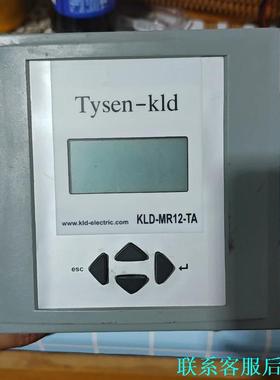 Tysen-kld
www.kld-electric.com KLD-MR12-TA
esc
联系客服后